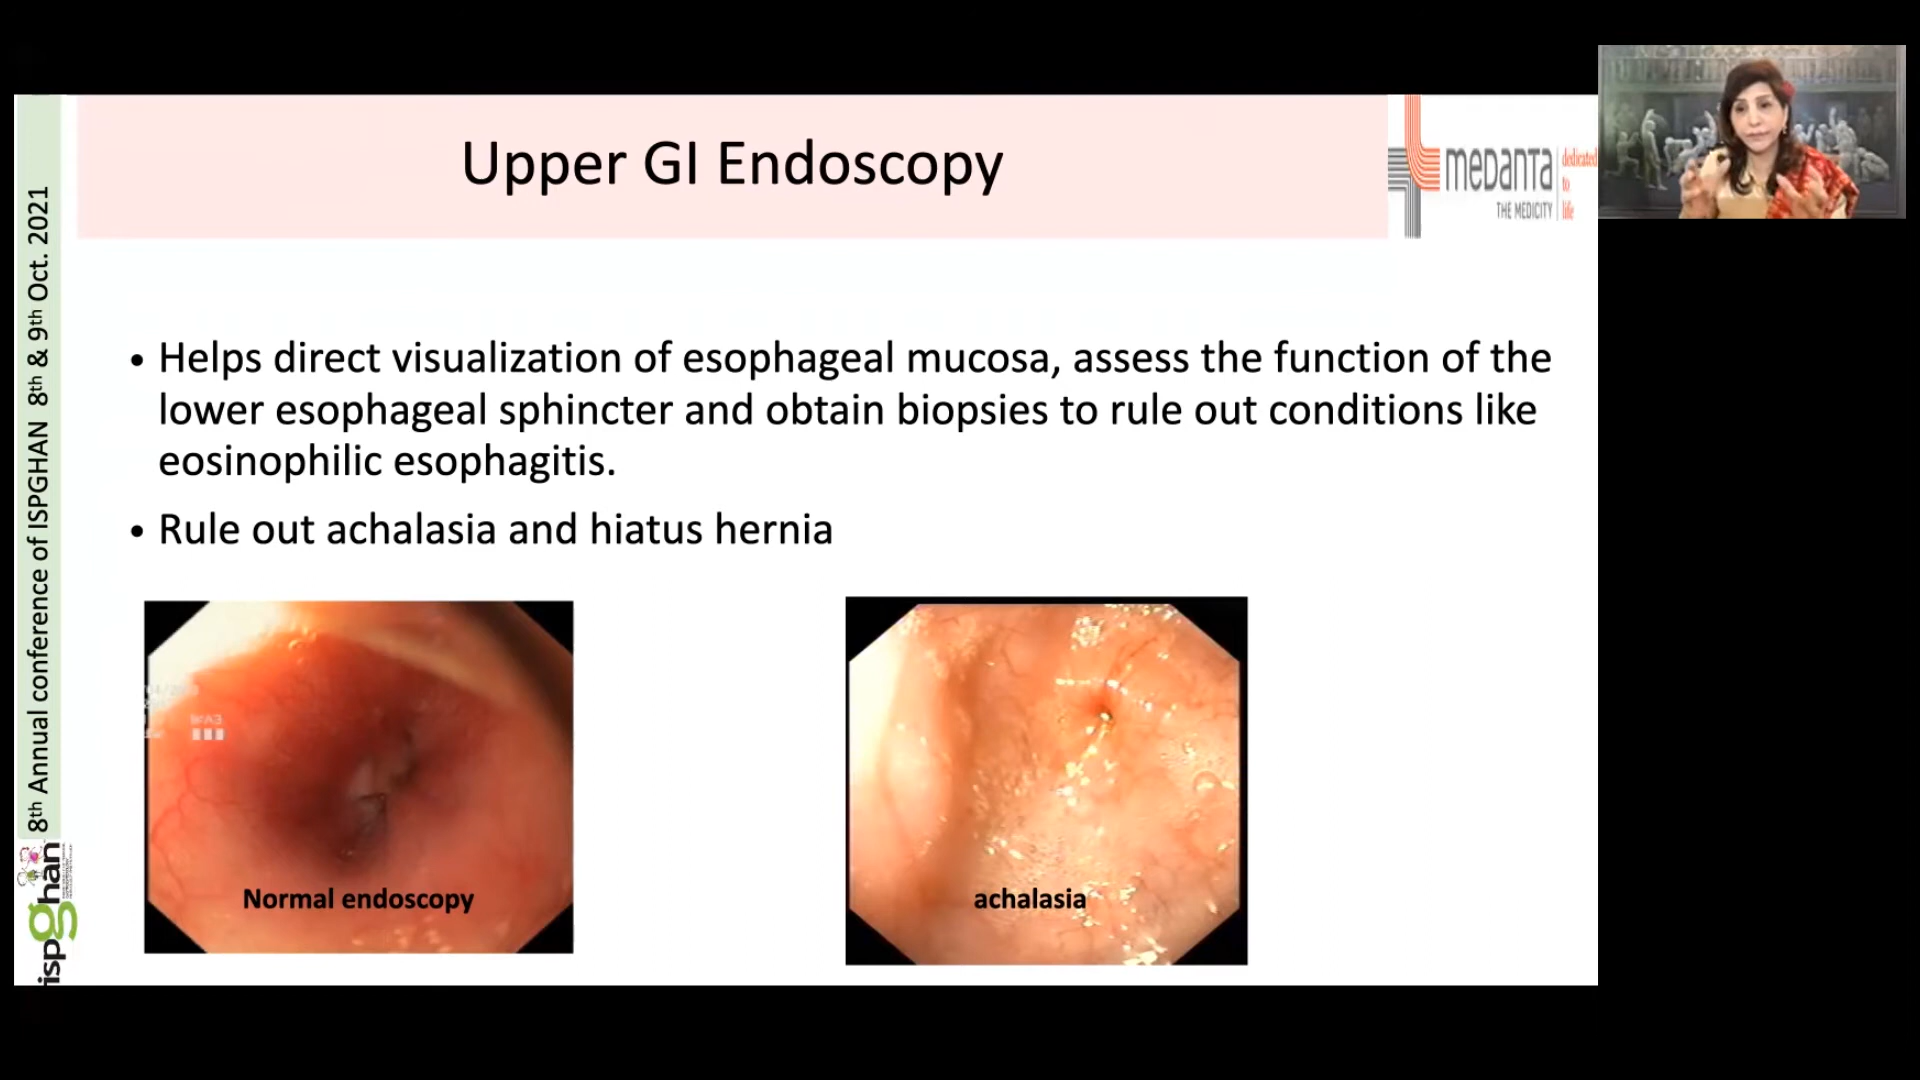 Upper GI Endoscopy
MeDanTa
THE MEDICITY
dedicated
to
life
8th Annual conference of ISPGHAN 8th & 9th Oct. 2021
• Helps direct visualization of esophageal mucosa, assess the function of the
lower esophageal sphincter and obtain biopsies to rule out conditions like
eosinophilic esophagitis.
• Rule out achalasia and hiatus hernia
Normal endoscopy
achalasia
ispghan